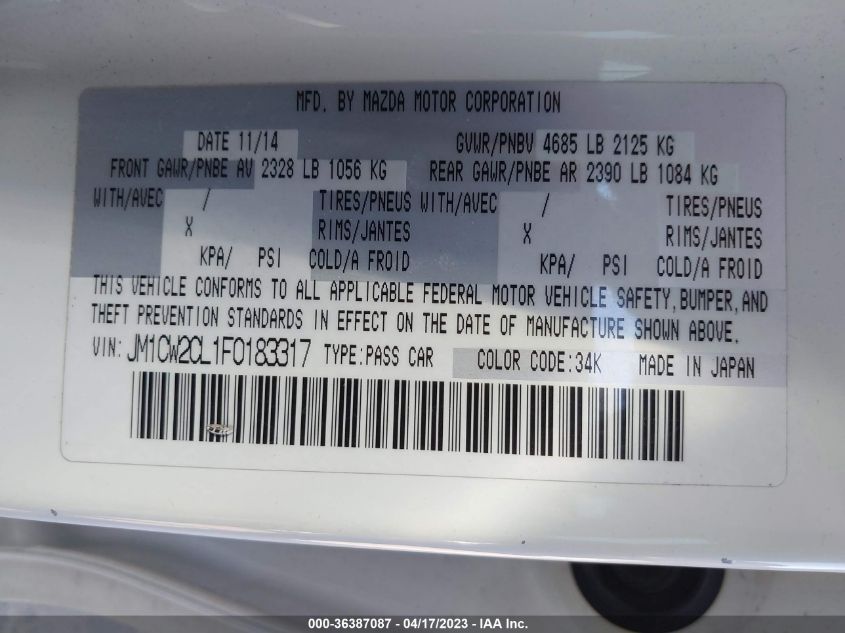 MFD. BY MAZDA MOTOR CORPORATION
DATE 11/14 GVWR/PNBV 4685 LB 2125 KG
FRONT GAWR/PNBE AV 2328 LB 1056 KG REAR GAWR/PNBE AR 2390 LB 1084 KG
WITH/AVEC / TIRES/PNEUS WITH/AVEC / TIRES/PNEUS
X RIMS/JANTES X RIMS/JANTES
KPA/ PSI COLD/A FROID KPA/ PSI COLD/A FROID
THIS VEHICLE CONFORMS TO ALL APPLICABLE FEDERAL MOTOR VEHICLE SAFETY, BUMPER, AND
THEFT PREVENTION STANDARDS IN EFFECT ON THE DATE OF MANUFACTURE SHOWN ABOVE.
VIN: JM1CW2CL1F0183317 TYPE: PASS CAR COLOR CODE: 34K MADE IN JAPAN
000-36387087 - 04/17/2023 - IAA Inc.